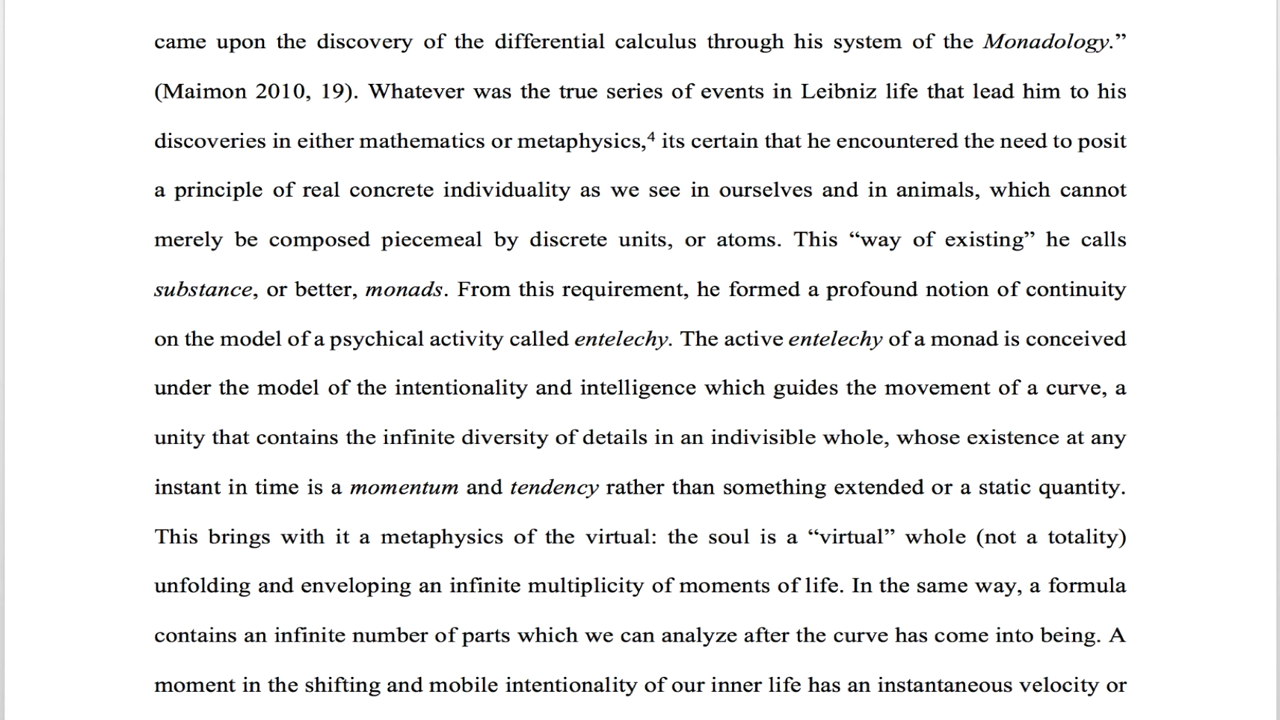 came upon the discovery of the differential calculus through his system of the Monadology.”
(Maimon 2010, 19). Whatever was the true series of events in Leibniz life that lead him to his
discoveries in either mathematics or metaphysics,⁴ its certain that he encountered the need to posit
a principle of real concrete individuality as we see in ourselves and in animals, which cannot
merely be composed piecemeal by discrete units, or atoms. This “way of existing” he calls
substance, or better, monads. From this requirement, he formed a profound notion of continuity
on the model of a psychical activity called entelechy. The active entelechy of a monad is conceived
under the model of the intentionality and intelligence which guides the movement of a curve, a
unity that contains the infinite diversity of details in an indivisible whole, whose existence at any
instant in time is a momentum and tendency rather than something extended or a static quantity.
This brings with it a metaphysics of the virtual: the soul is a “virtual” whole (not a totality)
unfolding and enveloping an infinite multiplicity of moments of life. In the same way, a formula
contains an infinite number of parts which we can analyze after the curve has come into being. A
moment in the shifting and mobile intentionality of our inner life has an instantaneous velocity or